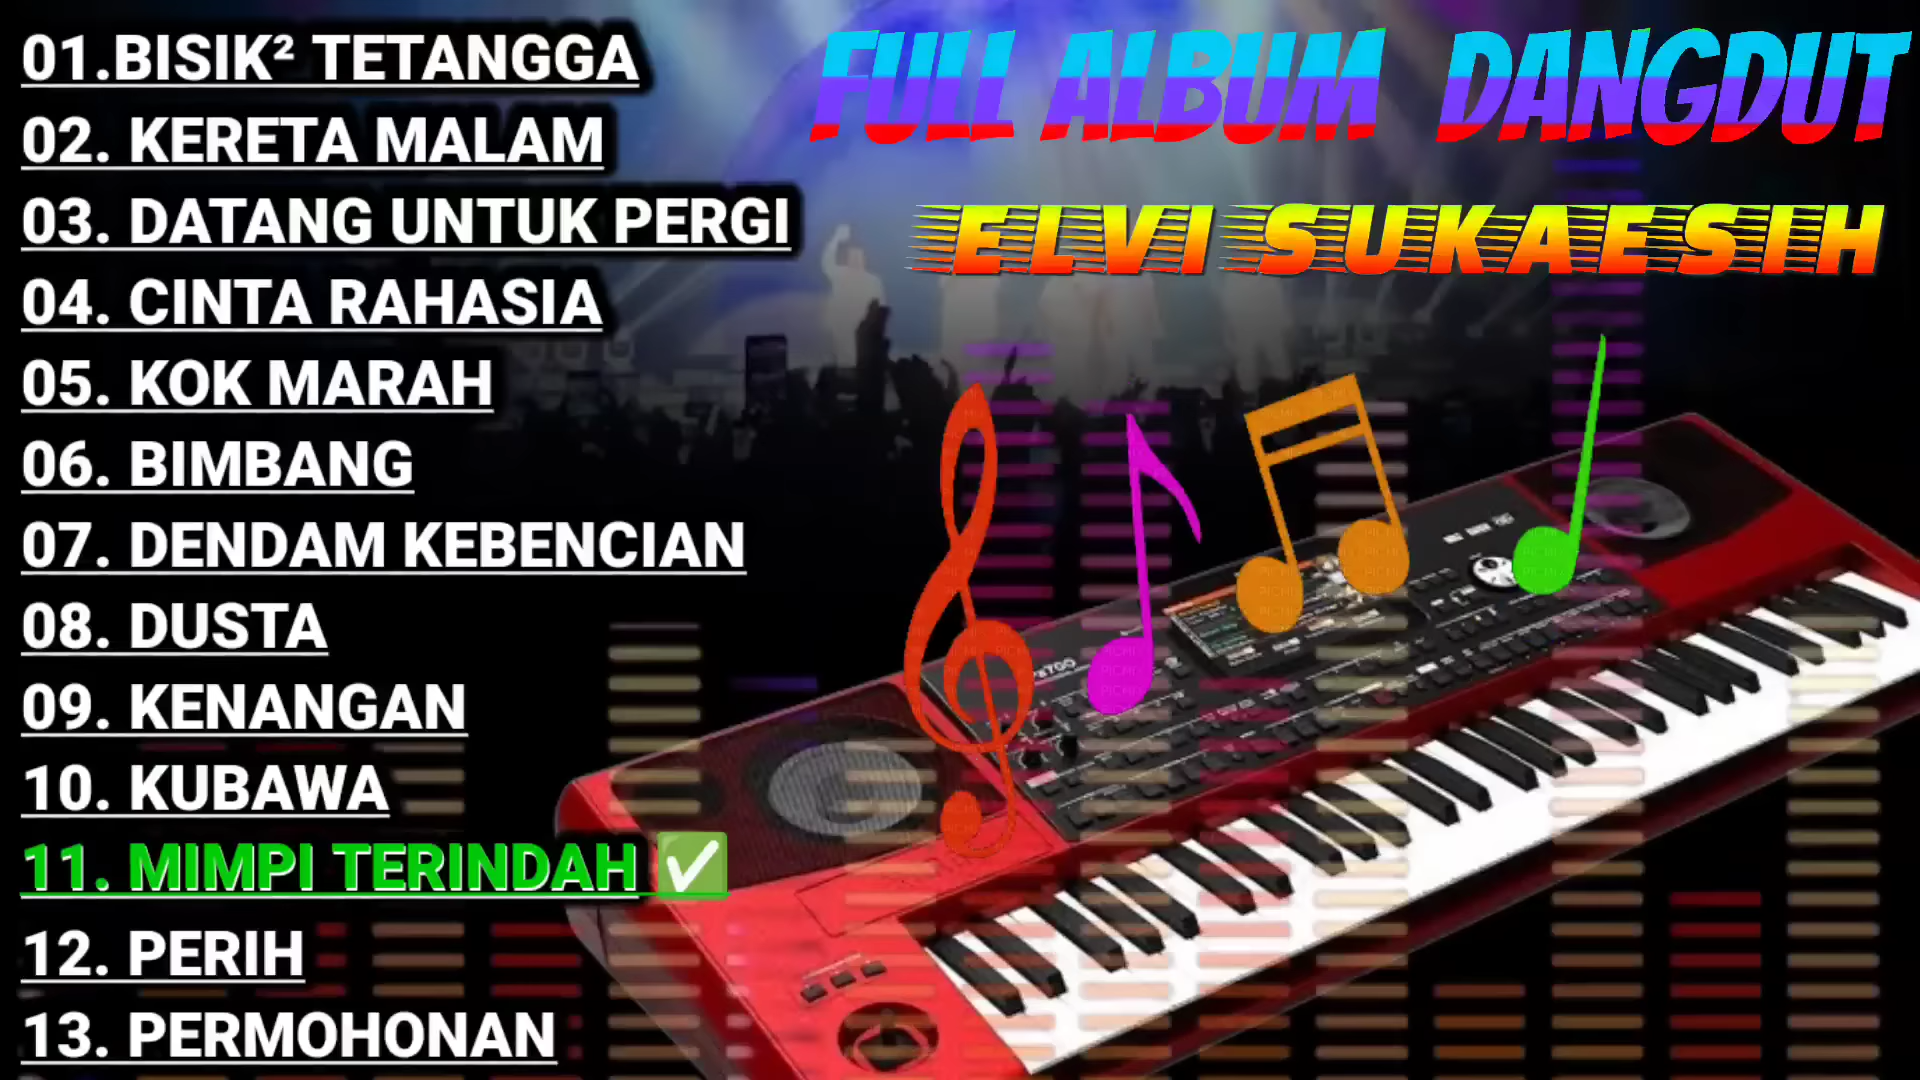 01.BISIK² TETANGGA
02. KERETA MALAM
03. DATANG UNTUK PERGI
04. CINTA RAHASIA
05. KOK MARAH
06. BIMBANG
07. DENDAM KEBENCIAN
08. DUSTA
09. KENANGAN
10. KUBAWA
11. MIMPI TERINDAH ✅
12. PERIH
13. PERMOHONAN
FULL ALBUM DANGDUT
ELVI SUKAESIH